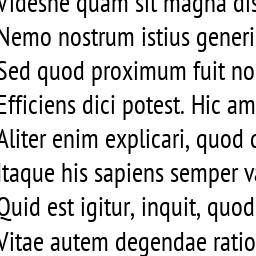 Videsne quam sit magna dis
Nemo nostrum istius generi
Sed quod proximum fuit no
Efficiens dici potest. Hic am
Aliter enim explicari, quod
Itaque his sapiens semper v
Quid est igitur, inquit, quod
Vitae autem degendae ratio